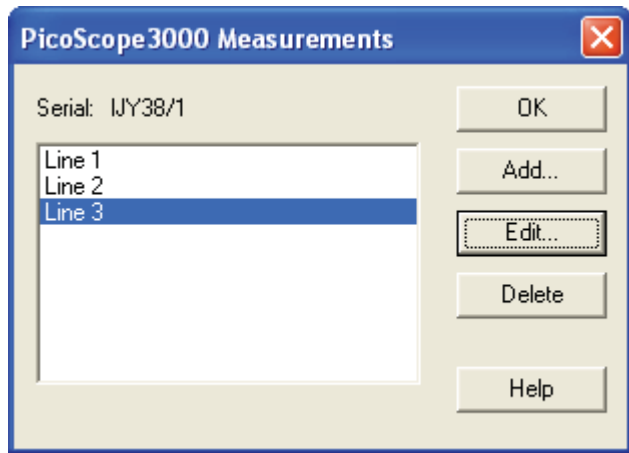 PicoScope3000 Measurements
Serial: IJY38/1
OK
Line 1
Line 2
Line 3
Add...
Edit...
Delete
Help